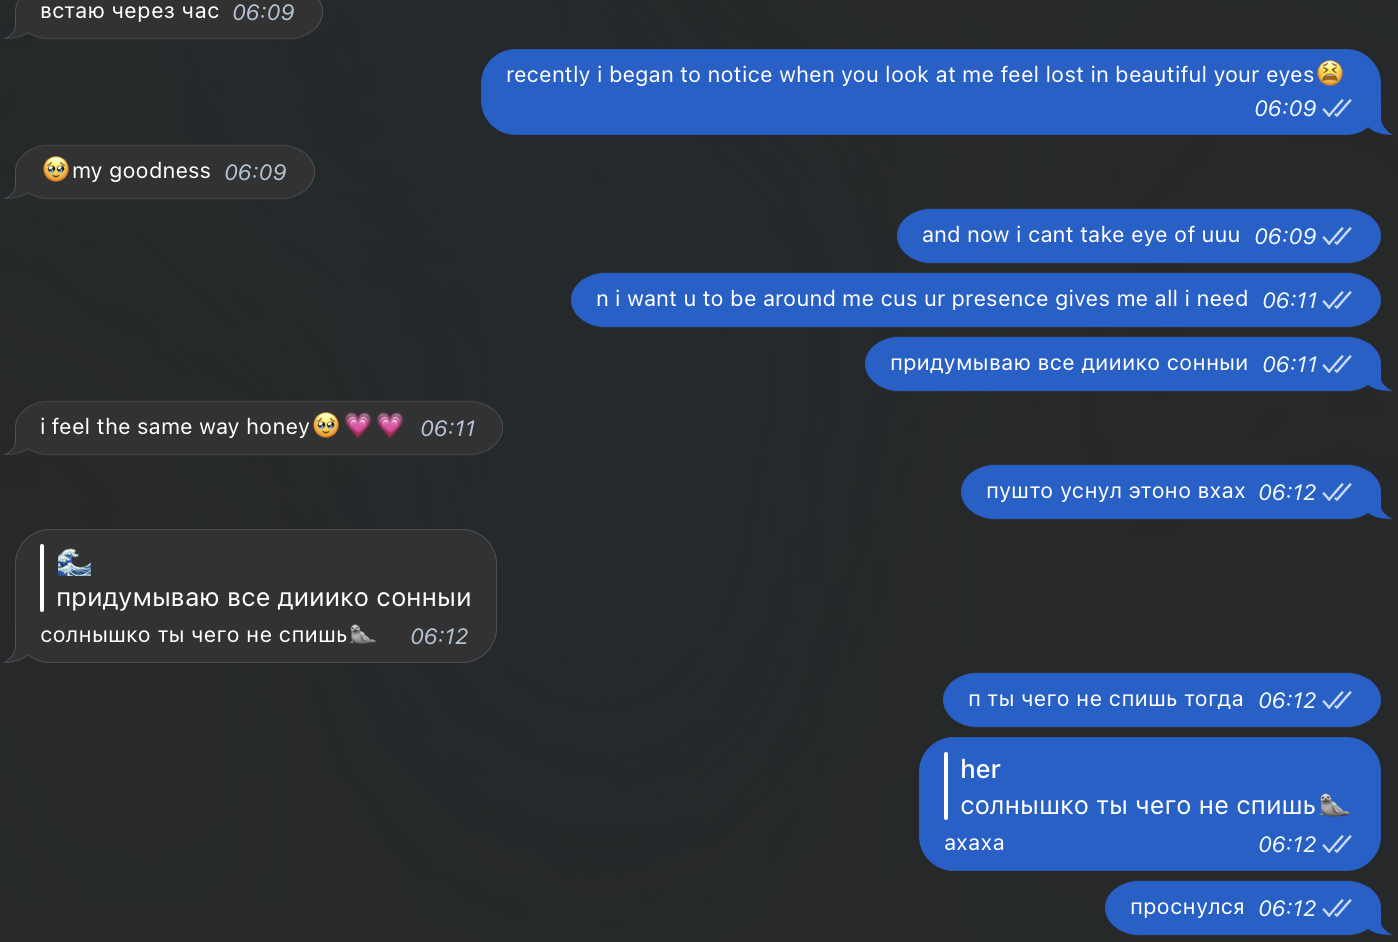 встаю через час 06:09
recently i began to notice when you look at me feel lost in beautiful your eyes😫
06:09
🥹my goodness 06:09
and now i cant take eye of uuu 06:09
n i want u to be around me cus ur presence gives me all i need 06:11
придумываю все дииико сонныи 06:11
i feel the same way honey🥹💗💗 06:11
пушто уснул этоно вхах 06:12
🌊
придумываю все дииико сонныи
солнышко ты чего не спишь🦭 06:12
п ты чего не спишь тогда 06:12
her
солнышко ты чего не спишь🦭
ахаха 06:12
проснулся 06:12